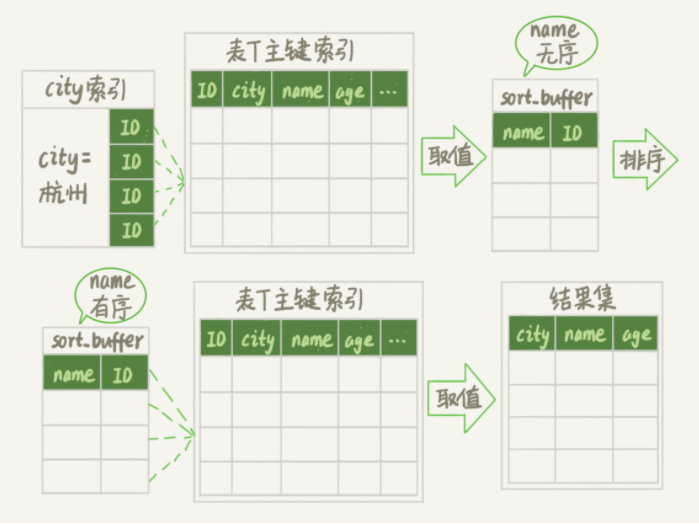 name
无序
表T主键索引
city索引
sort_buffer
ID city name age ...
name ID
ID
ID
ID
ID
city=
杭州
取值
排序
name
有序
表T主键索引
结果集
sort_buffer
ID city name age ...
city name age
name ID
取值